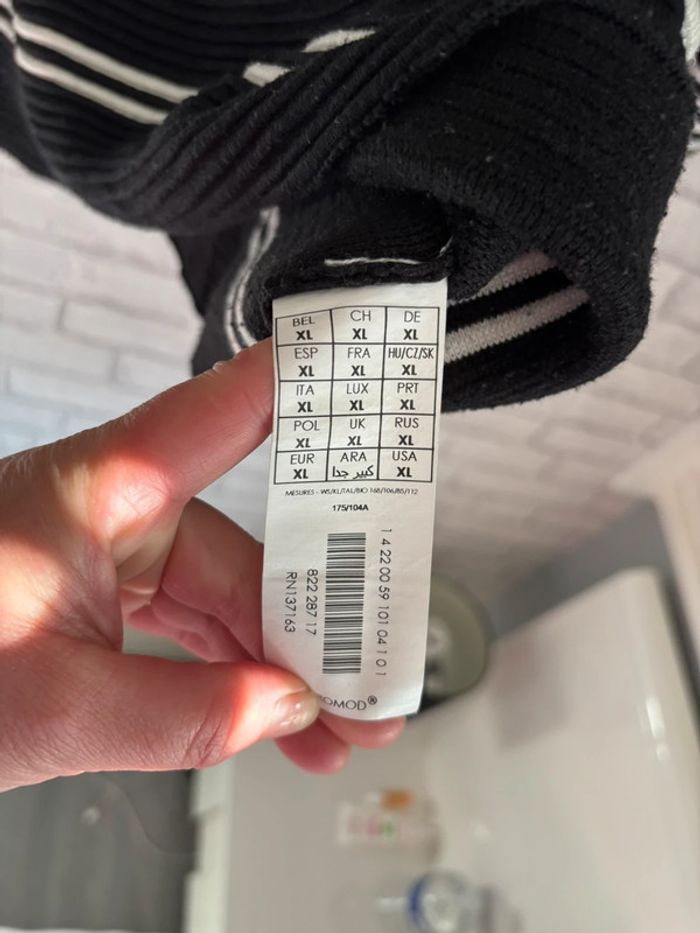 BEL CH DE
XL XL XL
ESP FRA HU/CZ/SK
XL XL XL
ITA LUX PRT
XL XL XL
POL UK RUS
XL XL XL
EUR ARA USA
XL كبير جدا XL
MESURES - WS/KL/TAL/BIO 168/106/85/112
175/104A
1 4 22 00 59 101 04 1 0 1
822 287 17
RN137163
OMOD®